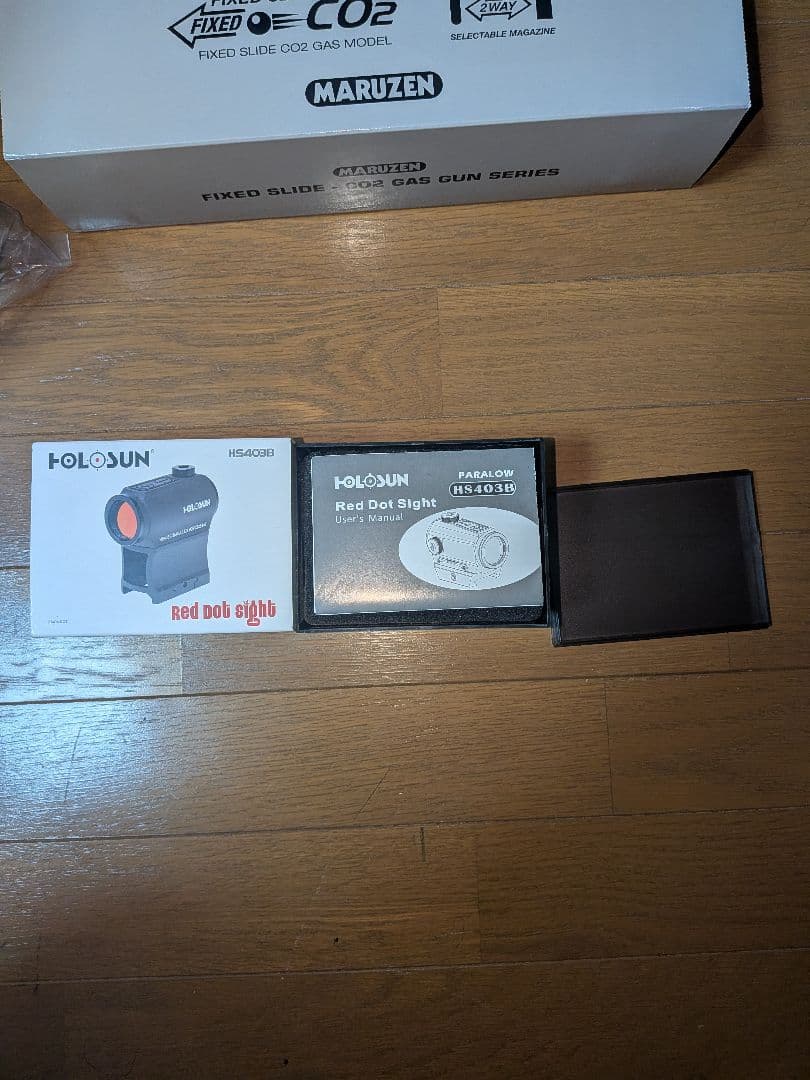 FIXED
CO2
2WAY
FIXED SLIDE CO2 GAS MODEL
SELECTABLE MAGAZINE
MARUZEN
MARUZEN
FIXED SLIDE - CO2 GAS GUN SERIES
HOLOSUN
HS403B
HOLOSUN
Red Dot Sight
HOLOSUN
PARALOW
HS403B
Red Dot Sight
User's Manual